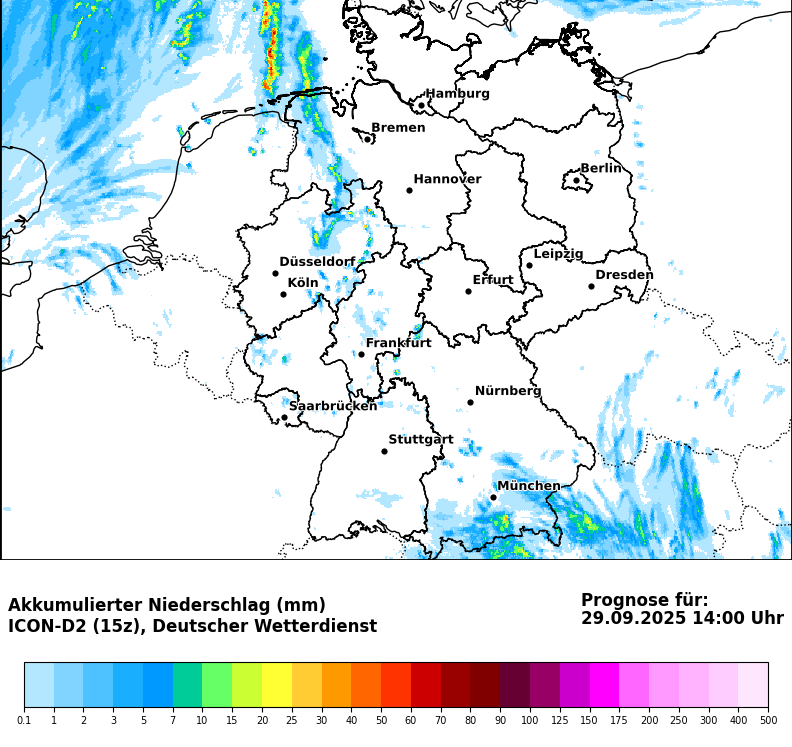 Hamburg
Bremen
Berlin
Hannover
Leipzig
Düsseldorf
Dresden
Köln
Erfurt
Frankfurt
Nürnberg
Saarbrücken
Stuttgart
München
Akkumulierter Niederschlag (mm)
ICON-D2 (15z), Deutscher Wetterdienst
Prognose für:
29.09.2025 14:00 Uhr
0.1 1 2 3 5 7 10 15 20 25 30 40 50 60 70 80 90 100 125 150 175 200 250 300 400 500